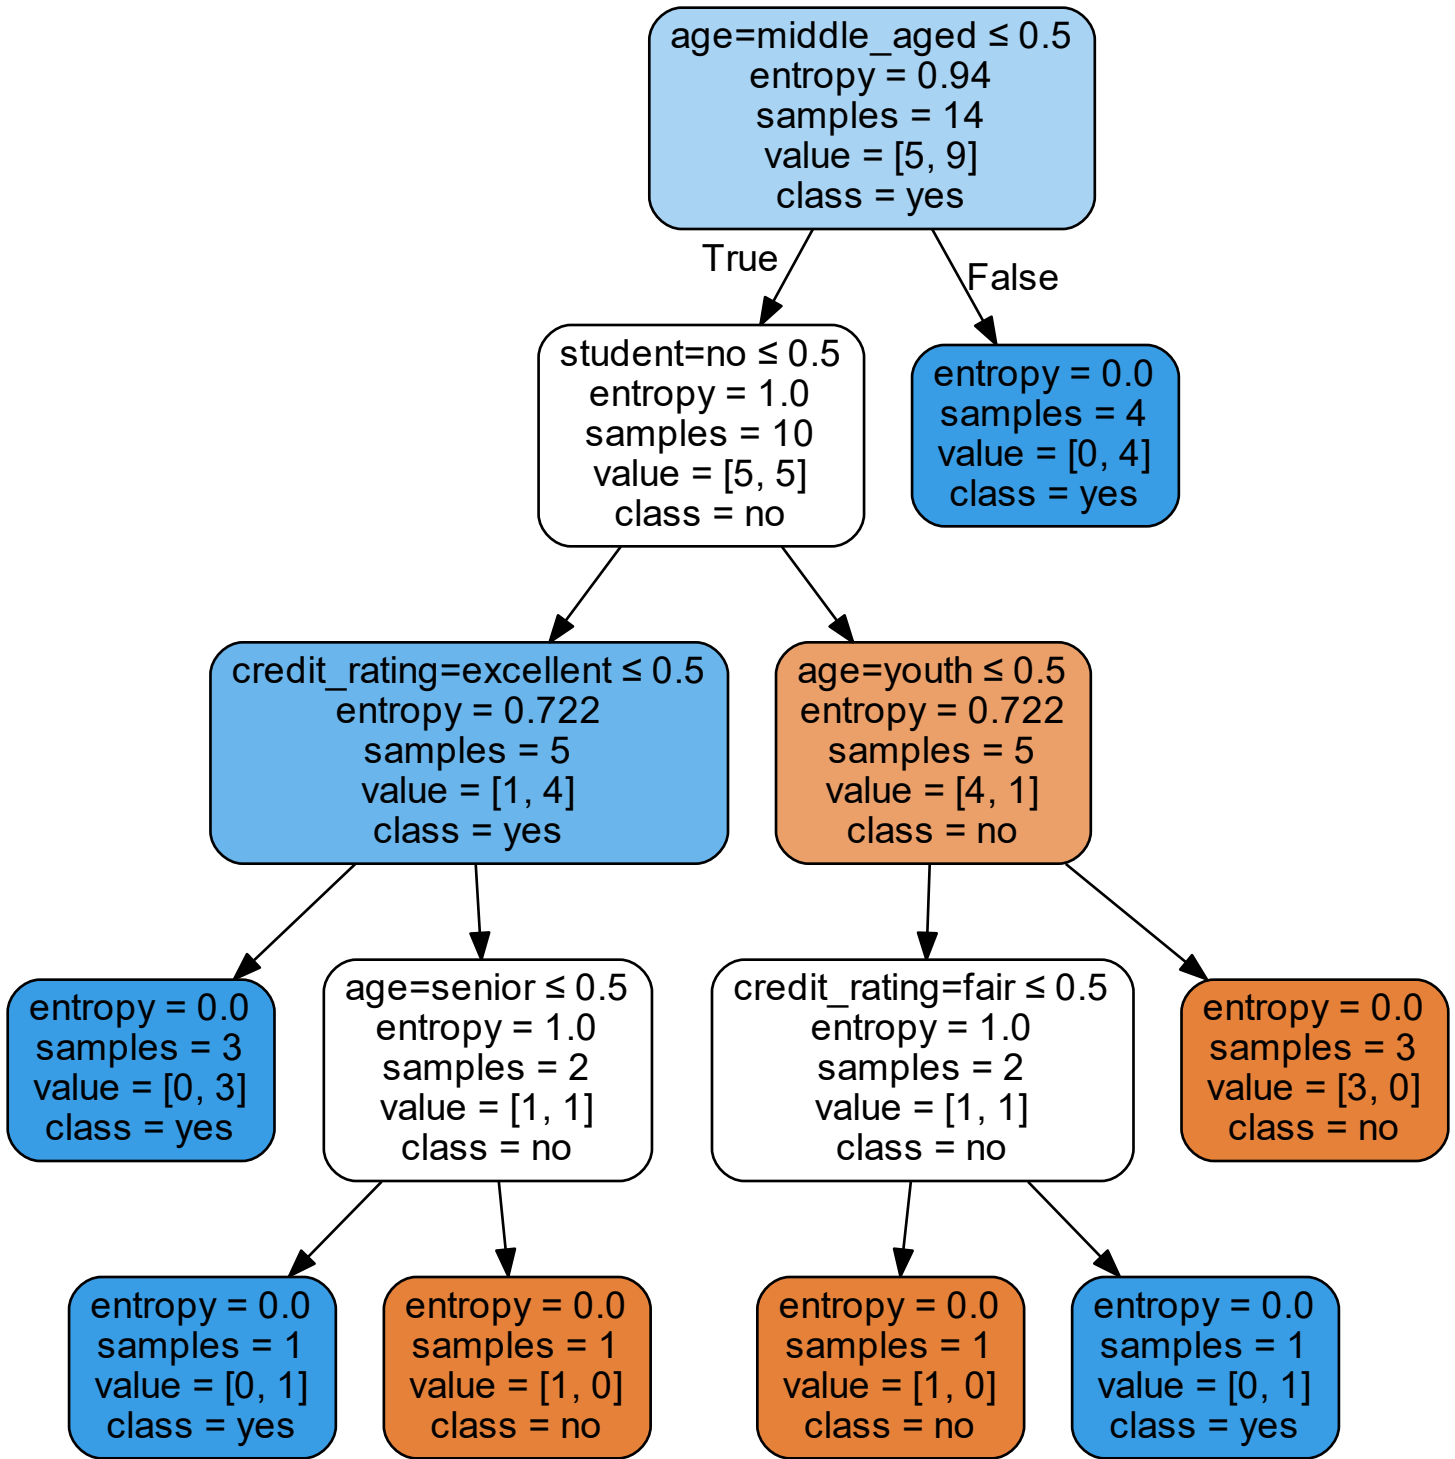 age=middle_aged ≤ 0.5
entropy = 0.94
samples = 14
value = [5, 9]
class = yes
True
False
student=no ≤ 0.5
entropy = 1.0
samples = 10
value = [5, 5]
class = no
entropy = 0.0
samples = 4
value = [0, 4]
class = yes
credit_rating=excellent ≤ 0.5
entropy = 0.722
samples = 5
value = [1, 4]
class = yes
age=youth ≤ 0.5
entropy = 0.722
samples = 5
value = [4, 1]
class = no
entropy = 0.0
samples = 3
value = [0, 3]
class = yes
age=senior ≤ 0.5
entropy = 1.0
samples = 2
value = [1, 1]
class = no
credit_rating=fair ≤ 0.5
entropy = 1.0
samples = 2
value = [1, 1]
class = no
entropy = 0.0
samples = 3
value = [3, 0]
class = no
entropy = 0.0
samples = 1
value = [0, 1]
class = yes
entropy = 0.0
samples = 1
value = [1, 0]
class = no
entropy = 0.0
samples = 1
value = [1, 0]
class = no
entropy = 0.0
samples = 1
value = [0, 1]
class = yes